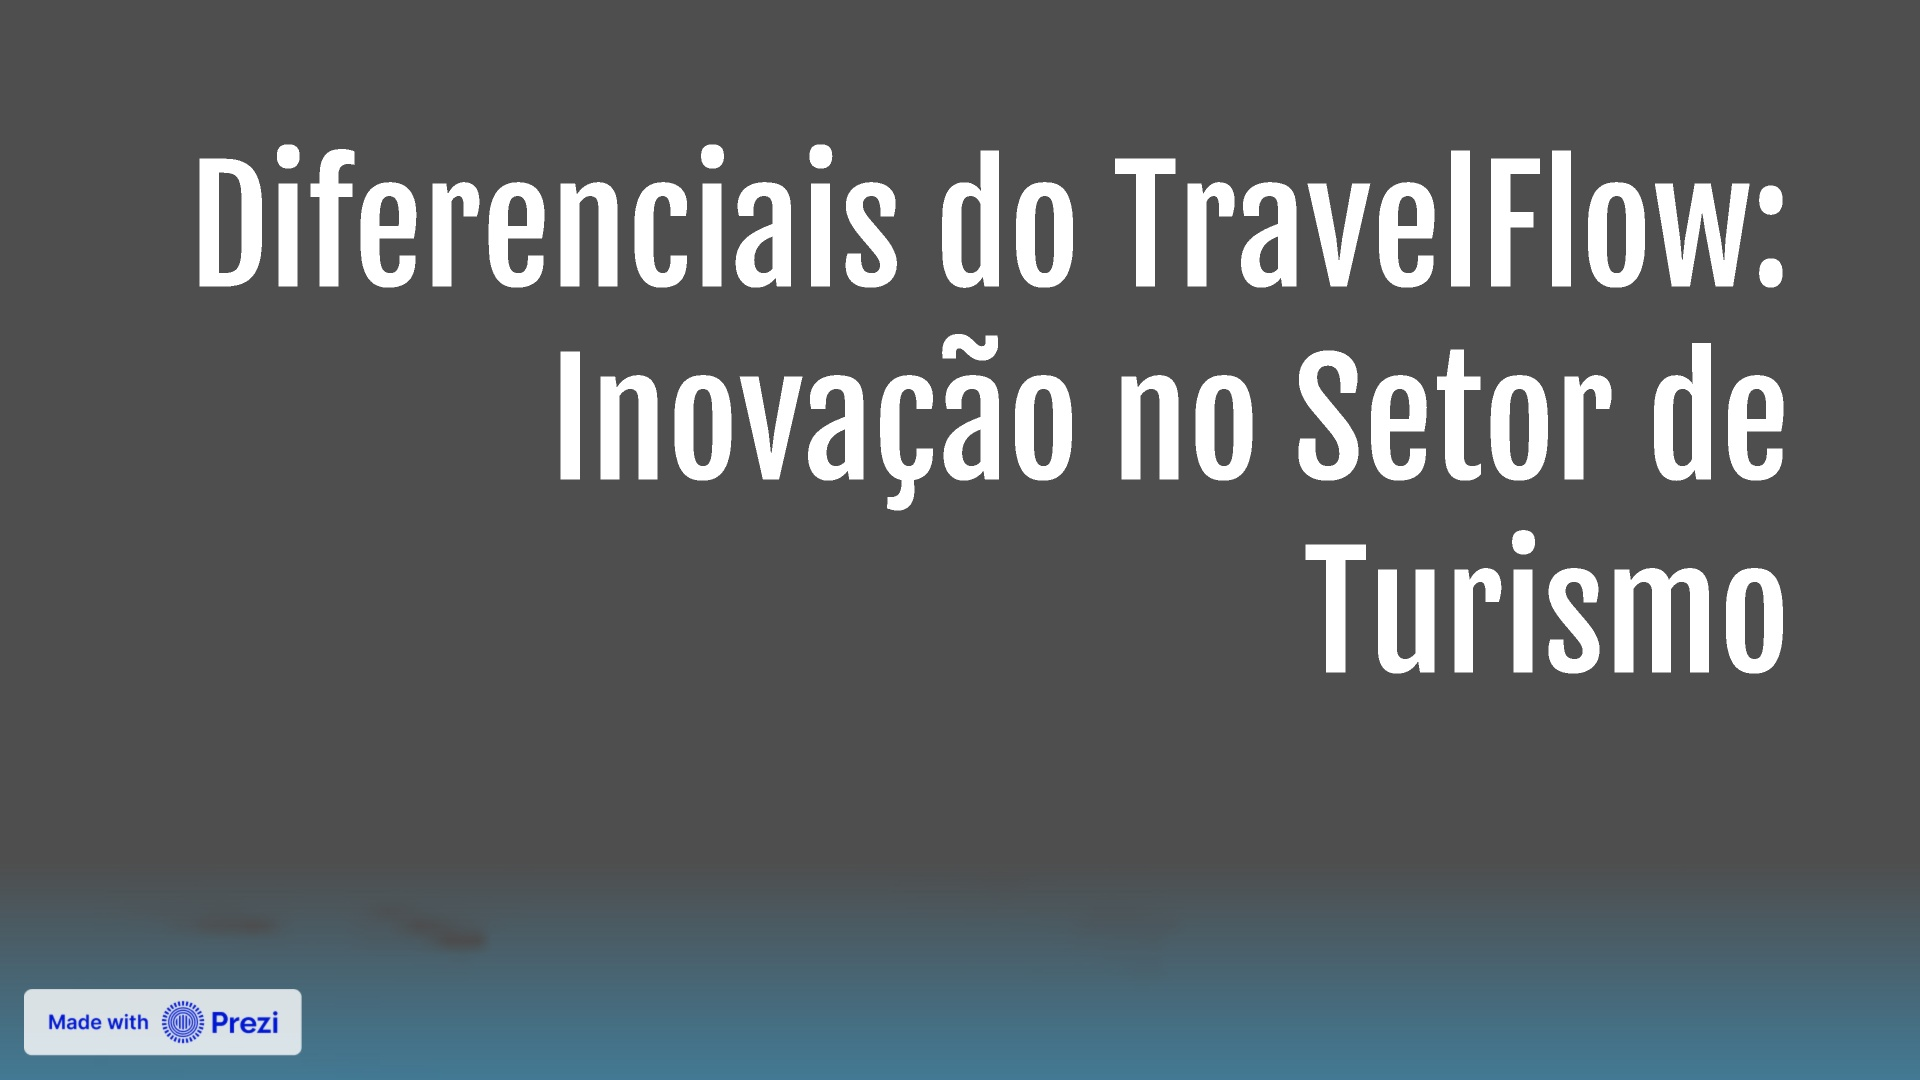 Diferenciais do TravelFlow:
Inovação no Setor de
Turismo
Made with Prezi